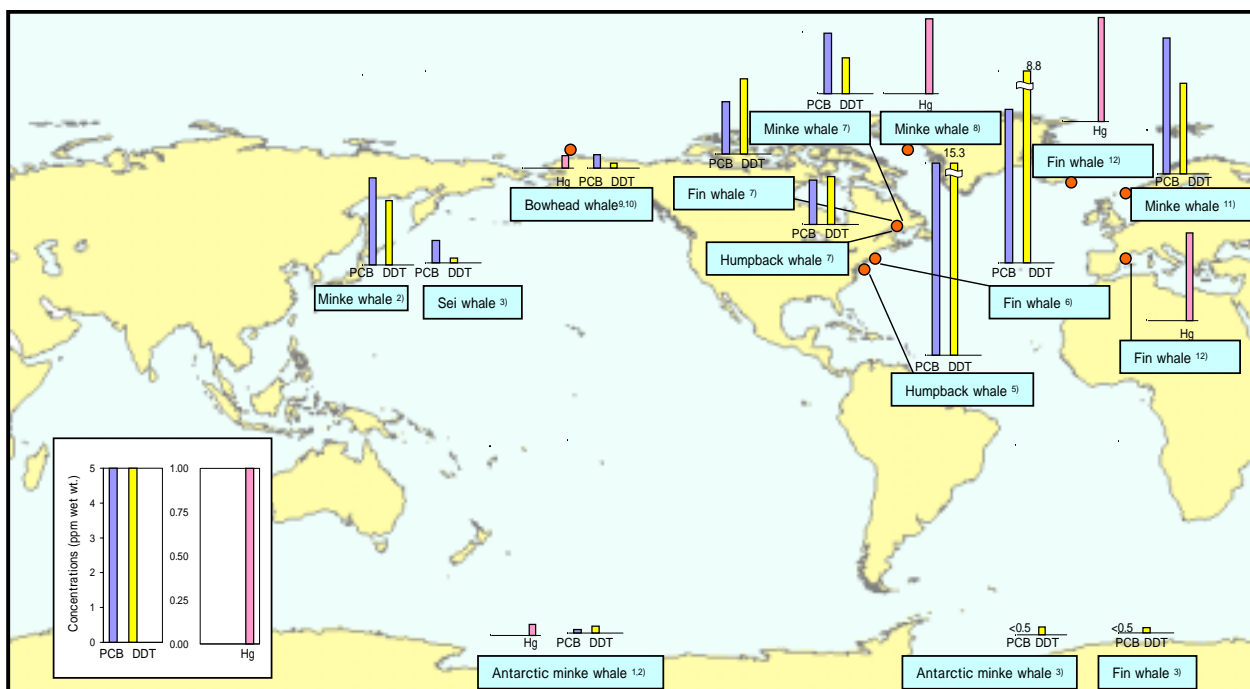 8.8
PCB DDT
Hg
Minke whale 7)
Minke whale 8)
Hg
Fin whale 12)
PCB DDT
Minke whale 11)
PCB DDT
Fin whale 7)
15.3
Hg
PCB DDT
Bowhead whale 9,10)
PCB DDT
Humpback whale 7)
PCB DDT
Minke whale 2)
PCB DDT
Sei whale 3)
PCB DDT
Fin whale 6)
Hg
Fin whale 12)
PCB DDT
Humpback whale 5)
Concentrations (ppm wet wt.)
5
4
3
2
1
0
PCB DDT
1.00
0.75
0.50
0.25
0.00
Hg
Hg
PCB DDT
Antarctic minke whale 1,2)
<0.5
PCB DDT
Antarctic minke whale 3)
<0.5
PCB DDT
Fin whale 3)